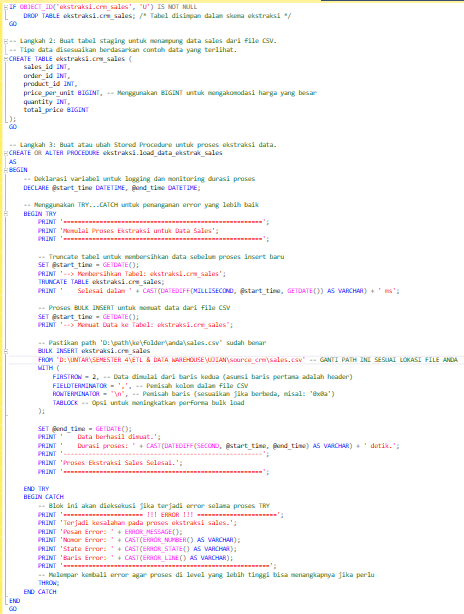 IF OBJECT_ID('ekstraksi.crm_sales', 'U') IS NOT NULL
DROP TABLE ekstraksi.crm_sales; /* Tabel disimpan dalam skema ekstraksi */
GO
-- Langkah 2: Buat tabel staging untuk menampung data sales dari file CSV.
-- Tipe data disesuaikan berdasarkan contoh data yang terlihat.
CREATE TABLE ekstraksi.crm_sales (
sales_id INT,
order_id INT,
product_id INT,
price_per_unit BIGINT, -- Menggunakan BIGINT untuk mengakomodasi harga yang besar
quantity INT,
total_price BIGINT
);
GO
-- Langkah 3: Buat atau ubah Stored Procedure untuk proses ekstraksi data.
CREATE OR ALTER PROCEDURE ekstraksi.load_data_ekstrak_sales
AS
BEGIN
-- Deklarasi variabel untuk logging dan monitoring durasi proses
DECLARE @start_time DATETIME, @end_time DATETIME;
-- Menggunakan TRY...CATCH untuk penanganan error yang lebih baik
BEGIN TRY
PRINT '=======================================================';
PRINT 'Memulai Proses Ekstraksi untuk Data Sales';
PRINT '=======================================================';
-- Truncate tabel untuk membersihkan data sebelum proses insert baru
SET @start_time = GETDATE();
PRINT '--> Membersihkan Tabel: ekstraksi.crm_sales';
TRUNCATE TABLE ekstraksi.crm_sales;
PRINT '    Selesai dalam ' + CAST(DATEDIFF(MILLISECOND, @start_time, GETDATE()) AS VARCHAR) + ' ms';
-- Proses BULK INSERT untuk memuat data dari file CSV
SET @start_time = GETDATE();
PRINT '--> Memuat Data ke Tabel: ekstraksi.crm_sales';
-- Pastikan path 'D:\path\ke\folder\anda\sales.csv' sudah benar
BULK INSERT ekstraksi.crm_sales
FROM 'D:\UNTAR\SEMESTER 4\ETL & DATA WAREHOUSE\UJIAN\source_crm\sales.csv' -- GANTI PATH INI SESUAI LOKASI FILE ANDA
WITH (
FIRSTROW = 2, -- Data dimulai dari baris kedua (asumsi baris pertama adalah header)
FIELDTERMINATOR = ',', -- Pemisah kolom dalam file CSV
ROWTERMINATOR = '\n', -- Pemisah baris (sesuaikan jika berbeda, misal: '0x0a')
TABLOCK -- Opsi untuk meningkatkan performa bulk load
);
SET @end_time = GETDATE();
PRINT '    Data berhasil dimuat.';
PRINT '    Durasi proses: ' + CAST(DATEDIFF(SECOND, @start_time, @end_time) AS VARCHAR) + ' detik.';
PRINT '-------------------------------------------------------';
PRINT 'Proses Ekstraksi Sales Selesai.';
PRINT '=======================================================';
END TRY
BEGIN CATCH
-- Blok ini akan dieksekusi jika terjadi error selama proses TRY
PRINT '====================== !!! ERROR !!! ======================';
PRINT 'Terjadi kesalahan pada proses ekstraksi sales.';
PRINT 'Pesan Error: ' + ERROR_MESSAGE();
PRINT 'Nomor Error: ' + CAST(ERROR_NUMBER() AS VARCHAR);
PRINT 'State Error: ' + CAST(ERROR_STATE() AS VARCHAR);
PRINT 'Baris Error: ' + CAST(ERROR_LINE() AS VARCHAR);
PRINT '===========================================================';
-- Melempar kembali error agar proses di level yang lebih tinggi bisa menangkapnya jika perlu
THROW;
END CATCH
END
GO